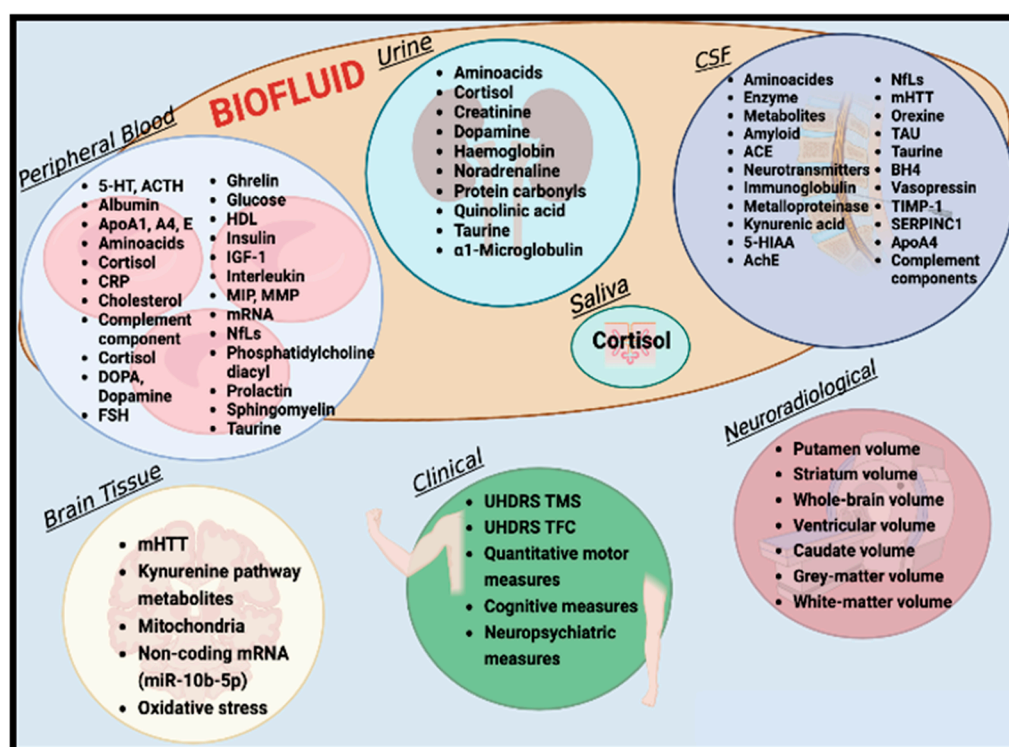 BIOFLUID
Peripheral Blood
5-HT, ACTH
Albumin
ApoA1, A4, E
Aminoacids
Cortisol
CRP
Cholesterol
Complement
component
Cortisol
DOPA,
Dopamine
FSH
Ghrelin
Glucose
HDL
Insulin
IGF-1
Interleukin
MIP, MMP
mRNA
NfLs
Phosphatidylcholine
diacyl
Prolactin
Sphingomyelin
Taurine
Urine
Aminoacids
Cortisol
Creatinine
Dopamine
Haemoglobin
Noradrenaline
Protein carbonyls
Quinolinic acid
Taurine
α1-Microglobulin
CSF
Aminoacides
Enzyme
Metabolites
Amyloid
ACE
Neurotransmitters
Immunoglobulin
Metalloproteinase
Kynurenic acid
5-HIAA
AchE
NfLs
mHTT
Orexine
TAU
Taurine
BH4
Vasopressin
TIMP-1
SERPINC1
ApoA4
Complement
components
Saliva
Cortisol
Brain Tissue
mHTT
Kynurenine pathway
metabolites
Mitochondria
Non-coding mRNA
(miR-10b-5p)
Oxidative stress
Clinical
UHDRS TMS
UHDRS TFC
Quantitative motor
measures
Cognitive measures
Neuropsychiatric
measures
Neuroradiological
Putamen volume
Striatum volume
Whole-brain volume
Ventricular volume
Caudate volume
Grey-matter volume
White-matter volume